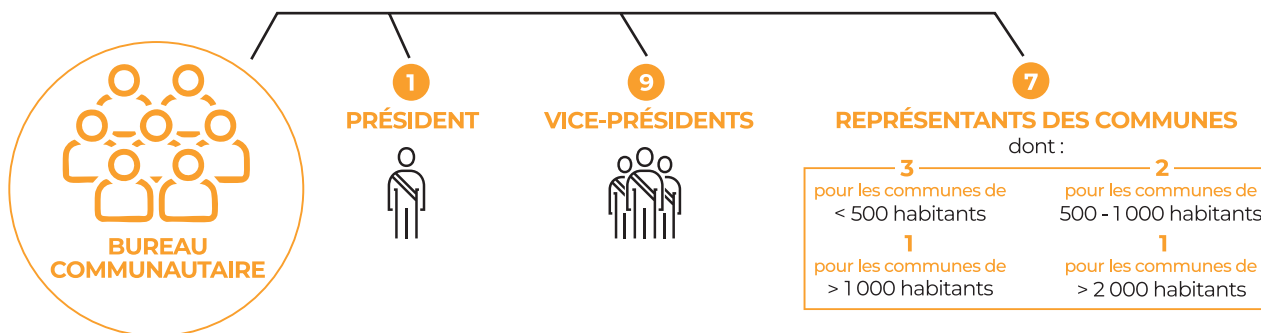 BUREAU
COMMUNAUTAIRE
1
PRÉSIDENT
9
VICE-PRÉSIDENTS
7
REPRÉSENTANTS DES COMMUNES
dont :
3
pour les communes de
< 500 habitants
2
pour les communes de
500 - 1 000 habitants
1
pour les communes de
> 1 000 habitants
1
pour les communes de
> 2 000 habitants